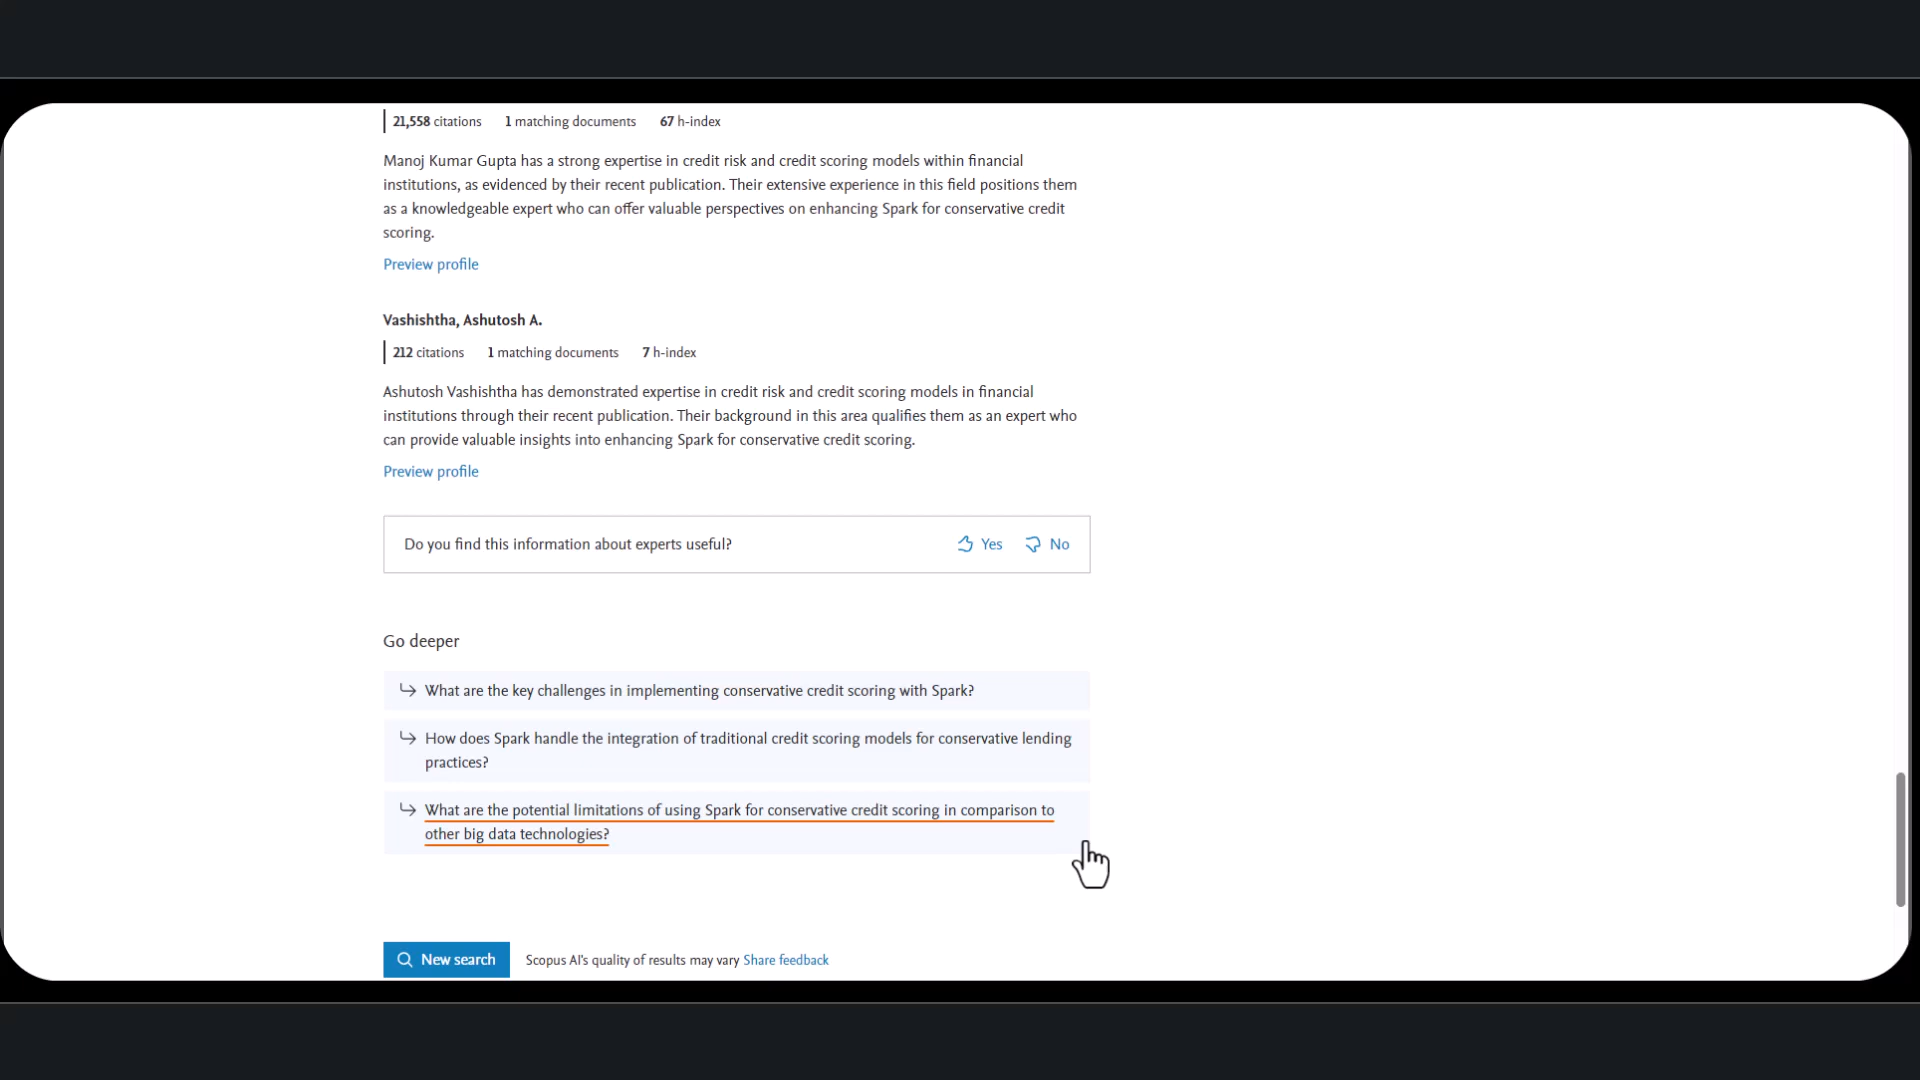 21,558 citations 1 matching documents 67 h-index
Manoj Kumar Gupta has a strong expertise in credit risk and credit scoring models within financial
institutions, as evidenced by their recent publication. Their extensive experience in this field positions them
as a knowledgeable expert who can offer valuable perspectives on enhancing Spark for conservative credit
scoring.
Preview profile
Vashishtha, Ashutosh A.
212 citations 1 matching documents 7 h-index
Ashutosh Vashishtha has demonstrated expertise in credit risk and credit scoring models in financial
institutions through their recent publication. Their background in this area qualifies them as an expert who
can provide valuable insights into enhancing Spark for conservative credit scoring.
Preview profile
Do you find this information about experts useful? Yes No
Go deeper
What are the key challenges in implementing conservative credit scoring with Spark?
How does Spark handle the integration of traditional credit scoring models for conservative lending
practices?
What are the potential limitations of using Spark for conservative credit scoring in comparison to
other big data technologies?
New search Scopus AI's quality of results may vary Share feedback